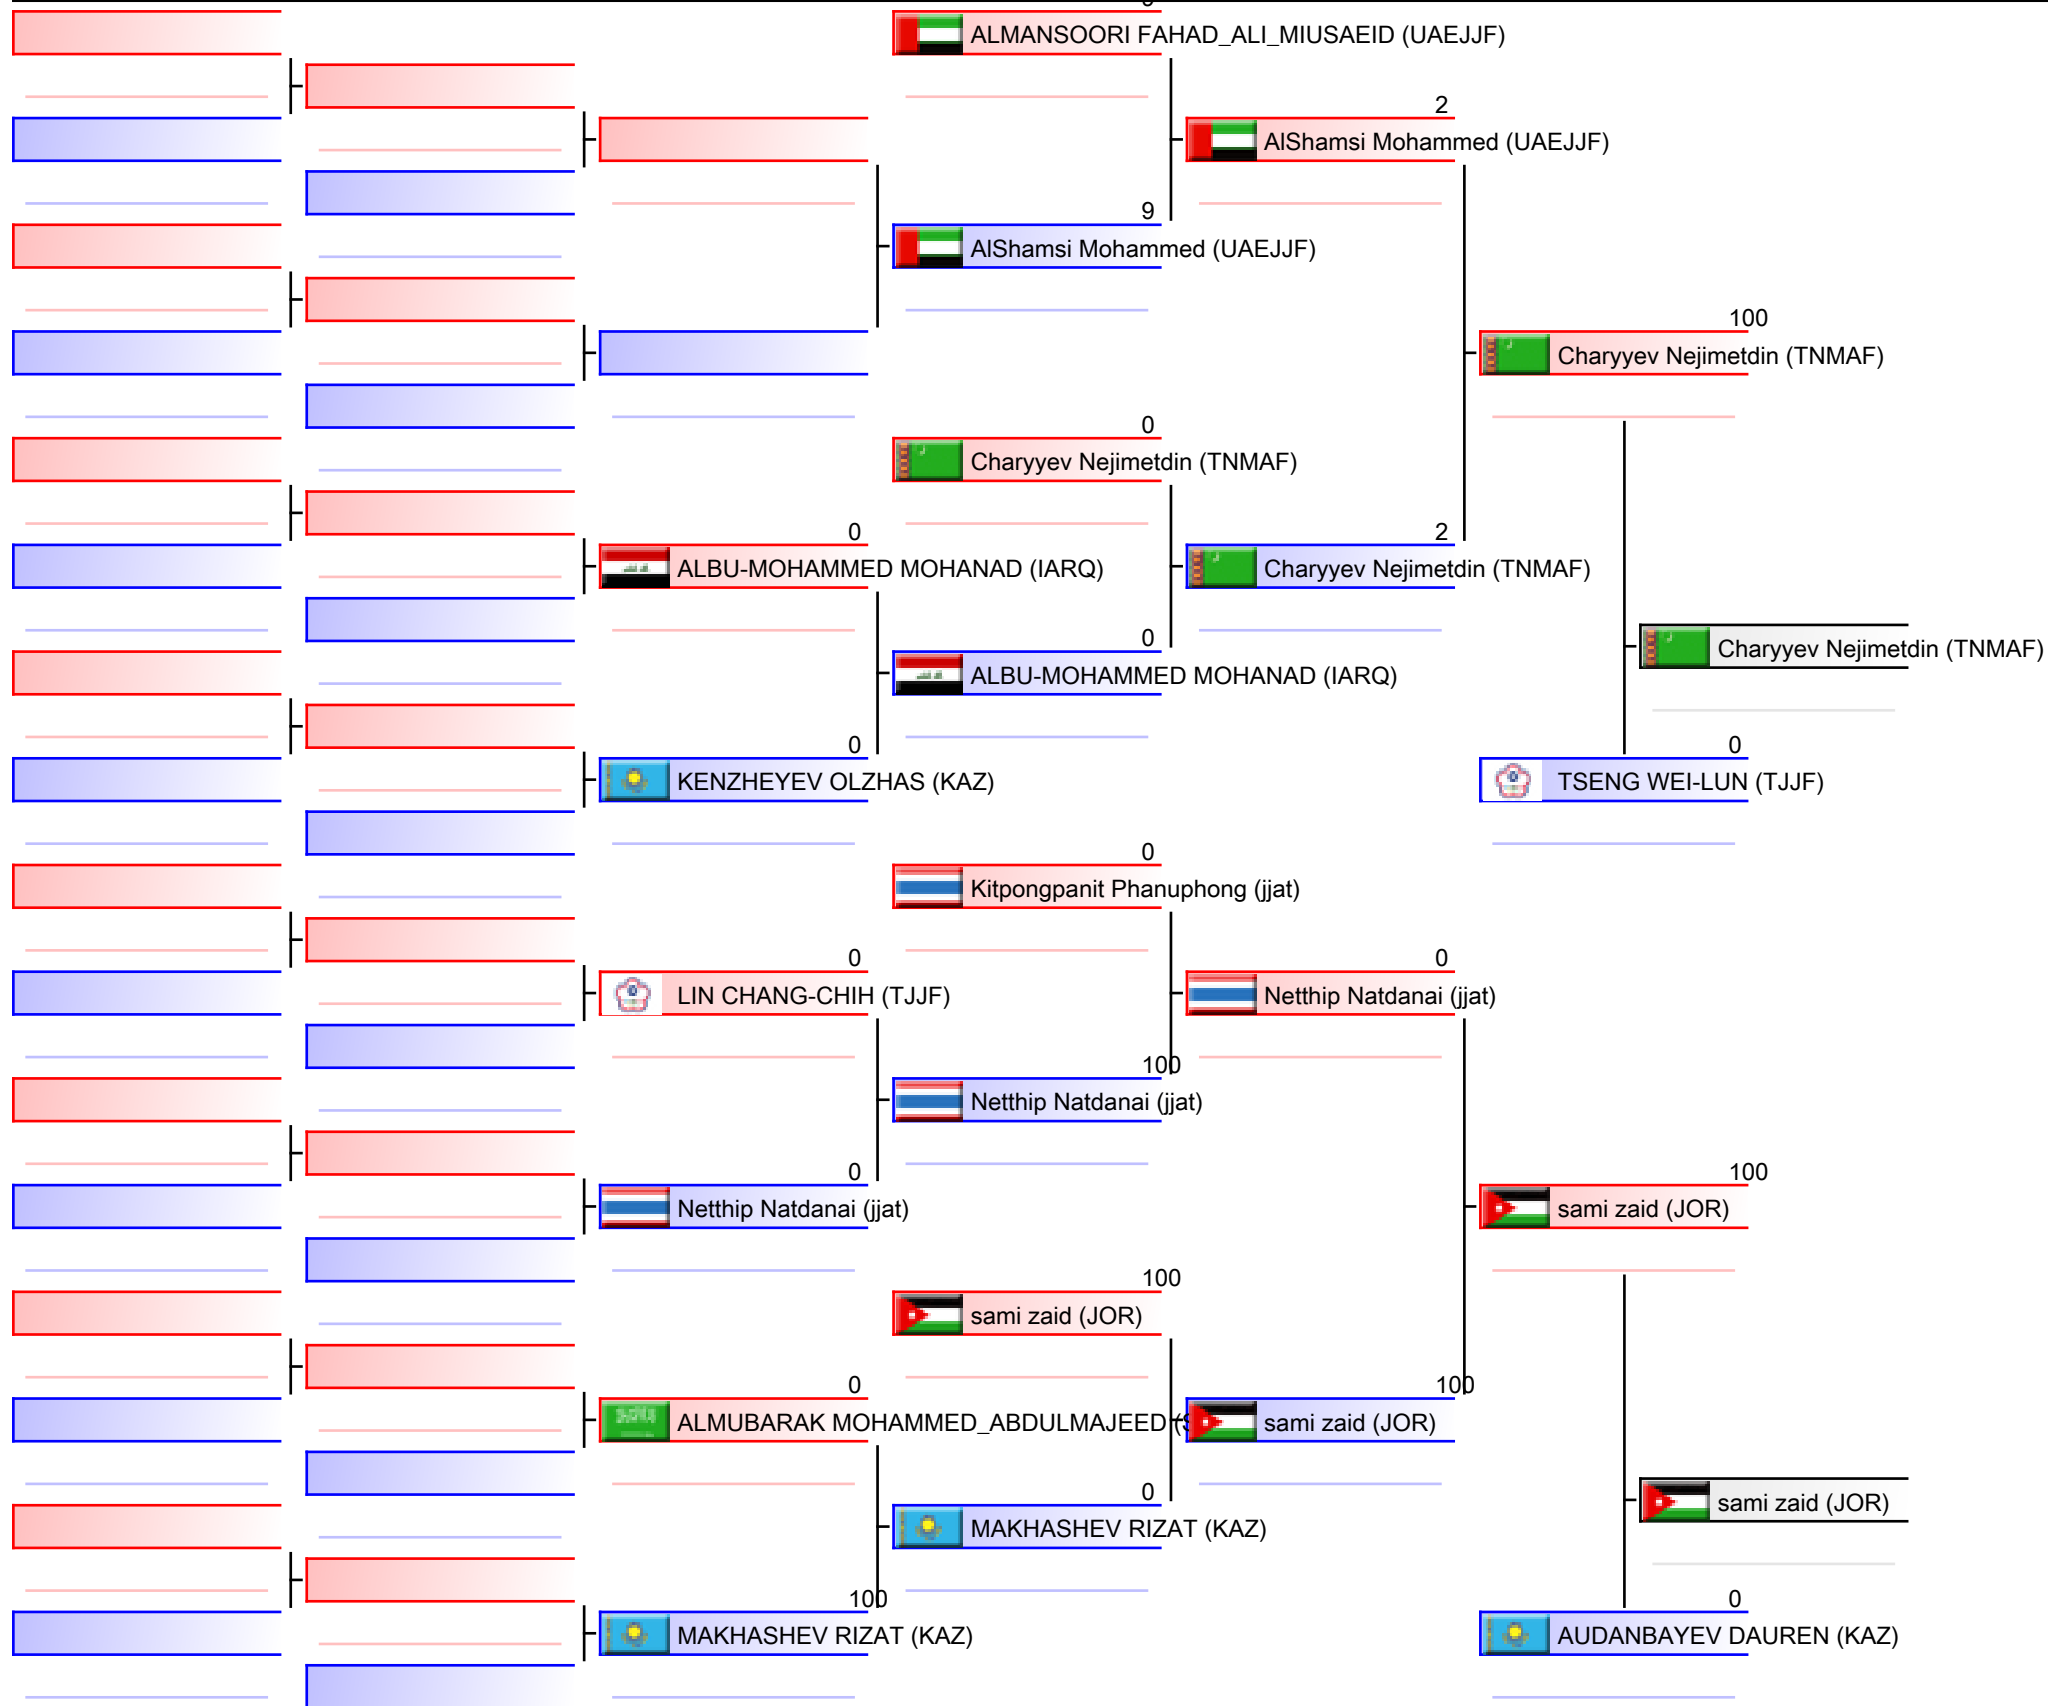 ALMANSOORI FAHAD_ALI_MIUSAEID (UAEJJF)
2
AlShamsi Mohammed (UAEJJF)
9
AlShamsi Mohammed (UAEJJF)
100
Charyyev Nejimetdin (TNMAF)
0
Charyyev Nejimetdin (TNMAF)
0
ALBU-MOHAMMED MOHANAD (IARQ)
2
Charyyev Nejimetdin (TNMAF)
0
ALBU-MOHAMMED MOHANAD (IARQ)
Charyyev Nejimetdin (TNMAF)
0
KENZHEYEV OLZHAS (KAZ)
0
TSENG WEI-LUN (TJJF)
0
Kitpongpanit Phanuphong (jjat)
0
LIN CHANG-CHIH (TJJF)
0
Netthip Natdanai (jjat)
100
Netthip Natdanai (jjat)
0
Netthip Natdanai (jjat)
100
sami zaid (JOR)
100
sami zaid (JOR)
0
ALMUBARAK MOHAMMED_ABDULMAJEED
100
sami zaid (JOR)
0
MAKHASHEV RIZAT (KAZ)
sami zaid (JOR)
100
MAKHASHEV RIZAT (KAZ)
0
AUDANBAYEV DAUREN (KAZ)